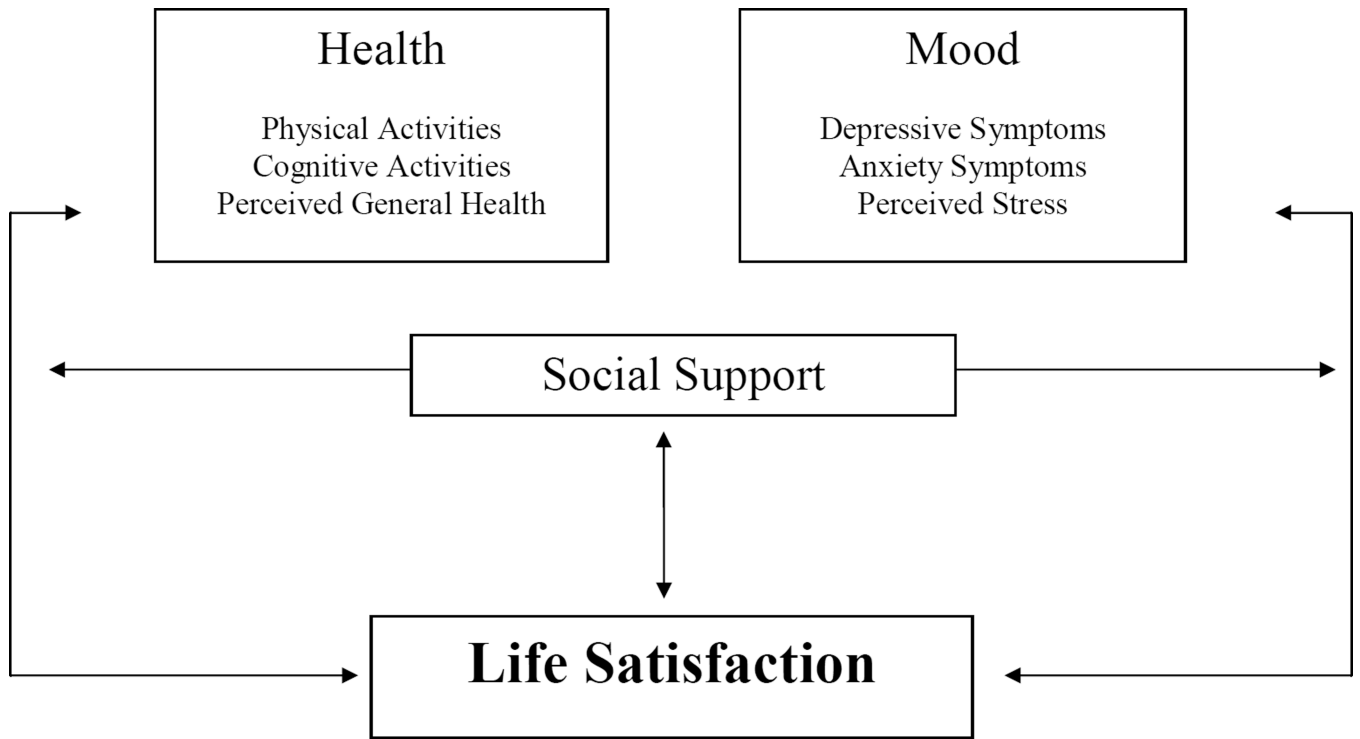 Health
Physical Activities
Cognitive Activities
Perceived General Health
Mood
Depressive Symptoms
Anxiety Symptoms
Perceived Stress
Social Support
Life Satisfaction